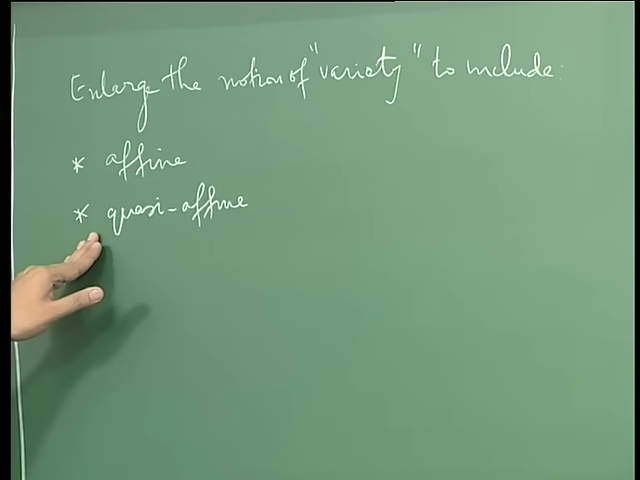 Enlarge the notion of "variety" to include:
* affine
* quasi-affine